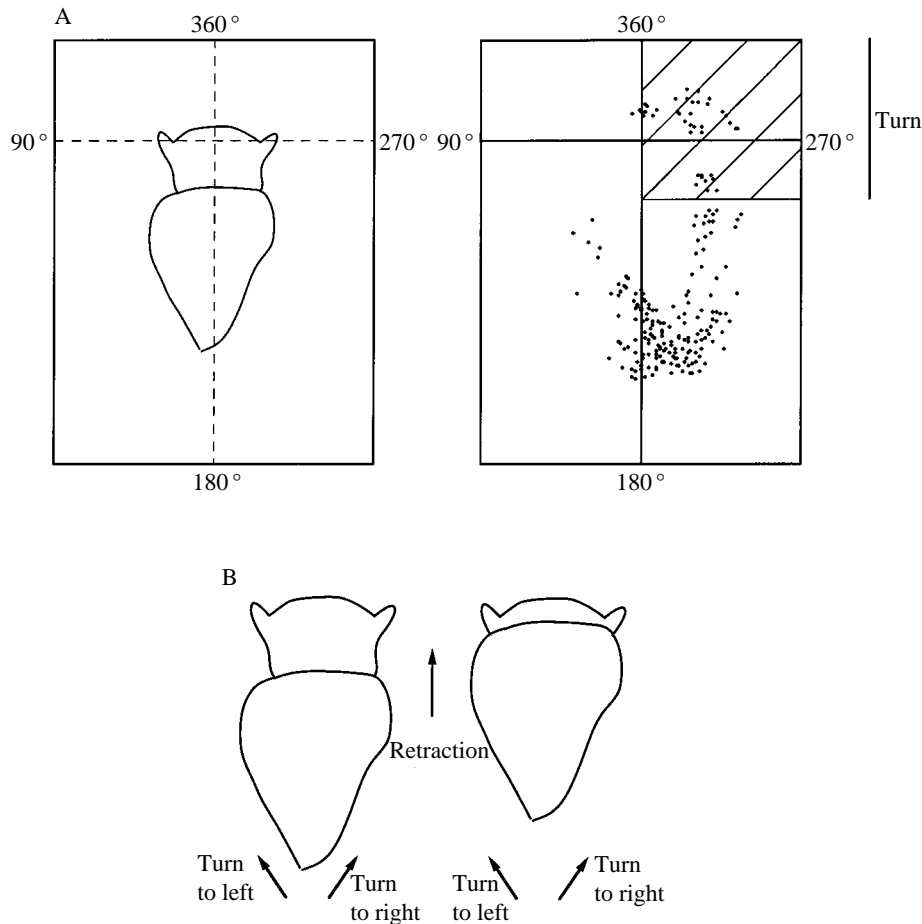 A
360°
360°
90°
270°
90°
270°
Turn
180°
180°
B
Retraction
Turn
to left
Turn
to right
Turn
to left
Turn
to right